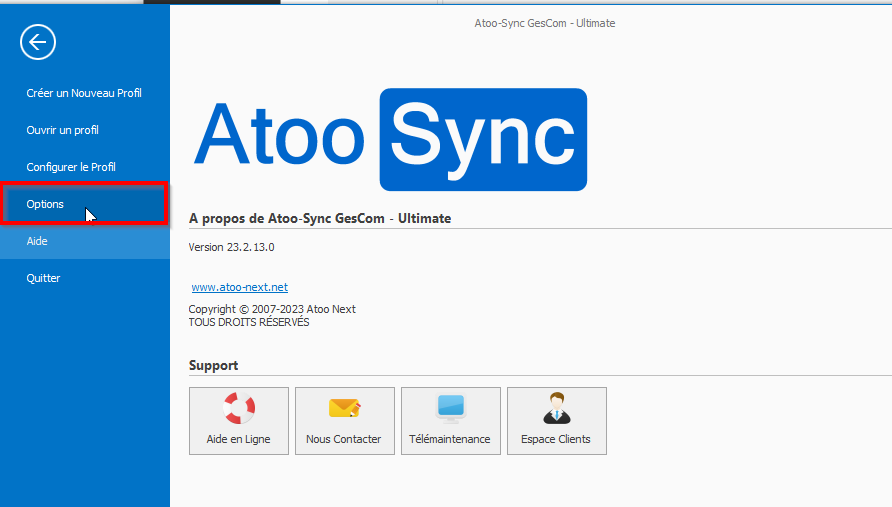 Atoo-Sync GesCom - Ultimate
Créer un Nouveau Profil
Ouvrir un profil
Configurer le Profil
Options
Aide
Quitter
Atoo Sync
A propos de Atoo-Sync GesCom - Ultimate
Version 23.2.13.0
www.atoo-next.net
Copyright © 2007-2023 Atoo Next
TOUS DROITS RÉSERVÉS
Support
Aide en Ligne
Nous Contacter
Télémaintenance
Espace Clients